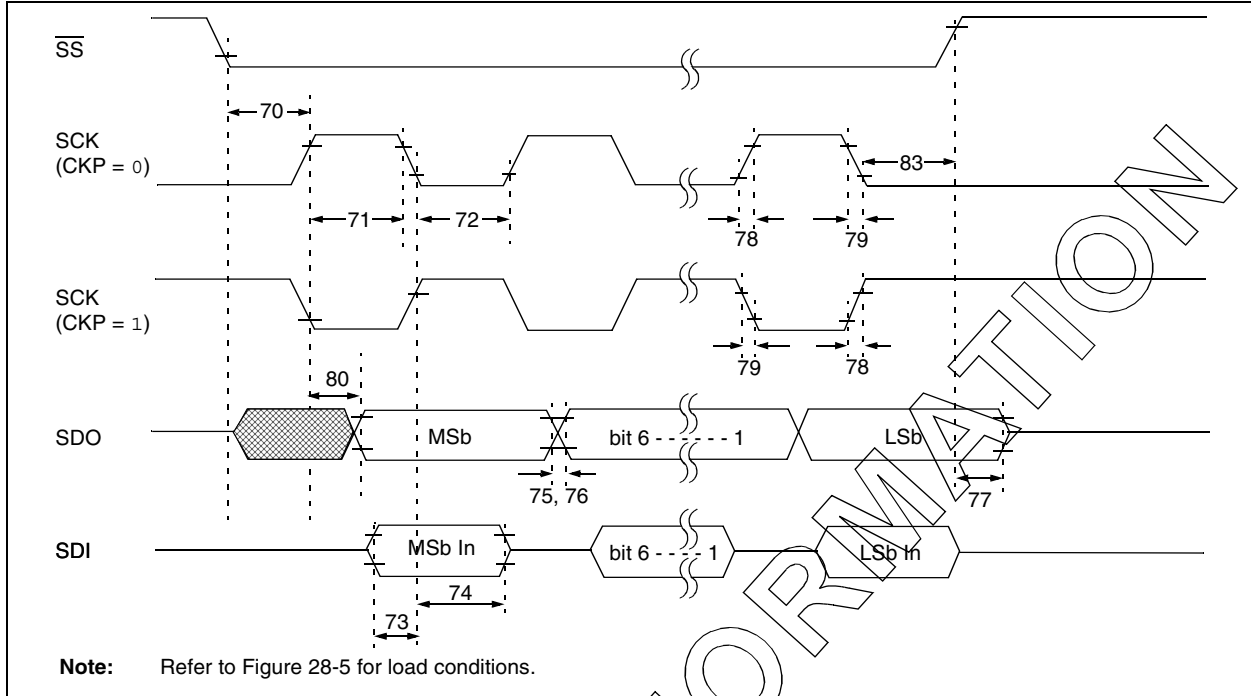 SS
70
SCK
(CKP = 0)
83
71
72
78
79
SCK
(CKP = 1)
79
78
80
SDO
MSb
bit 6 - - - - - - 1
LSb
75, 76
77
SDI
MSb In
bit 6 - - - - 1
LSb In
74
73
Note: Refer to Figure 28-5 for load conditions.
ORMATION